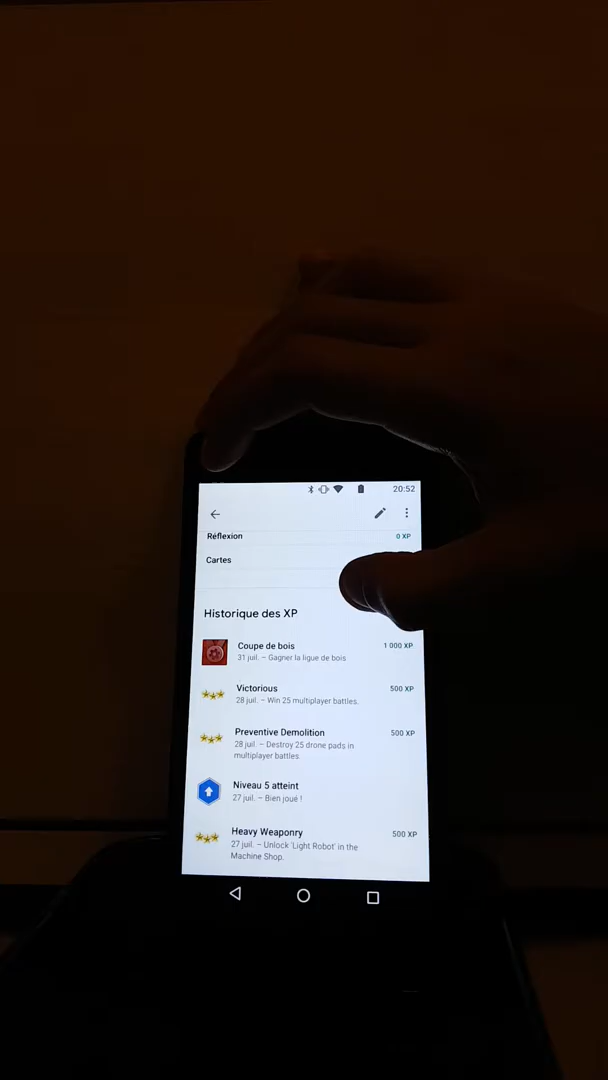 20:52
Réflexion 0 XP
Cartes
Historique des XP
Coupe de bois 1 000 XP
31 juil. – Gagner la ligue de bois
Victorious 500 XP
28 juil. – Win 25 multiplayer battles.
Preventive Demolition 500 XP
28 juil. – Destroy 25 drone pads in
multiplayer battles.
Niveau 5 atteint
27 juil. – Bien joué !
Heavy Weaponry 500 XP
27 juil. – Unlock 'Light Robot' in the
Machine Shop.